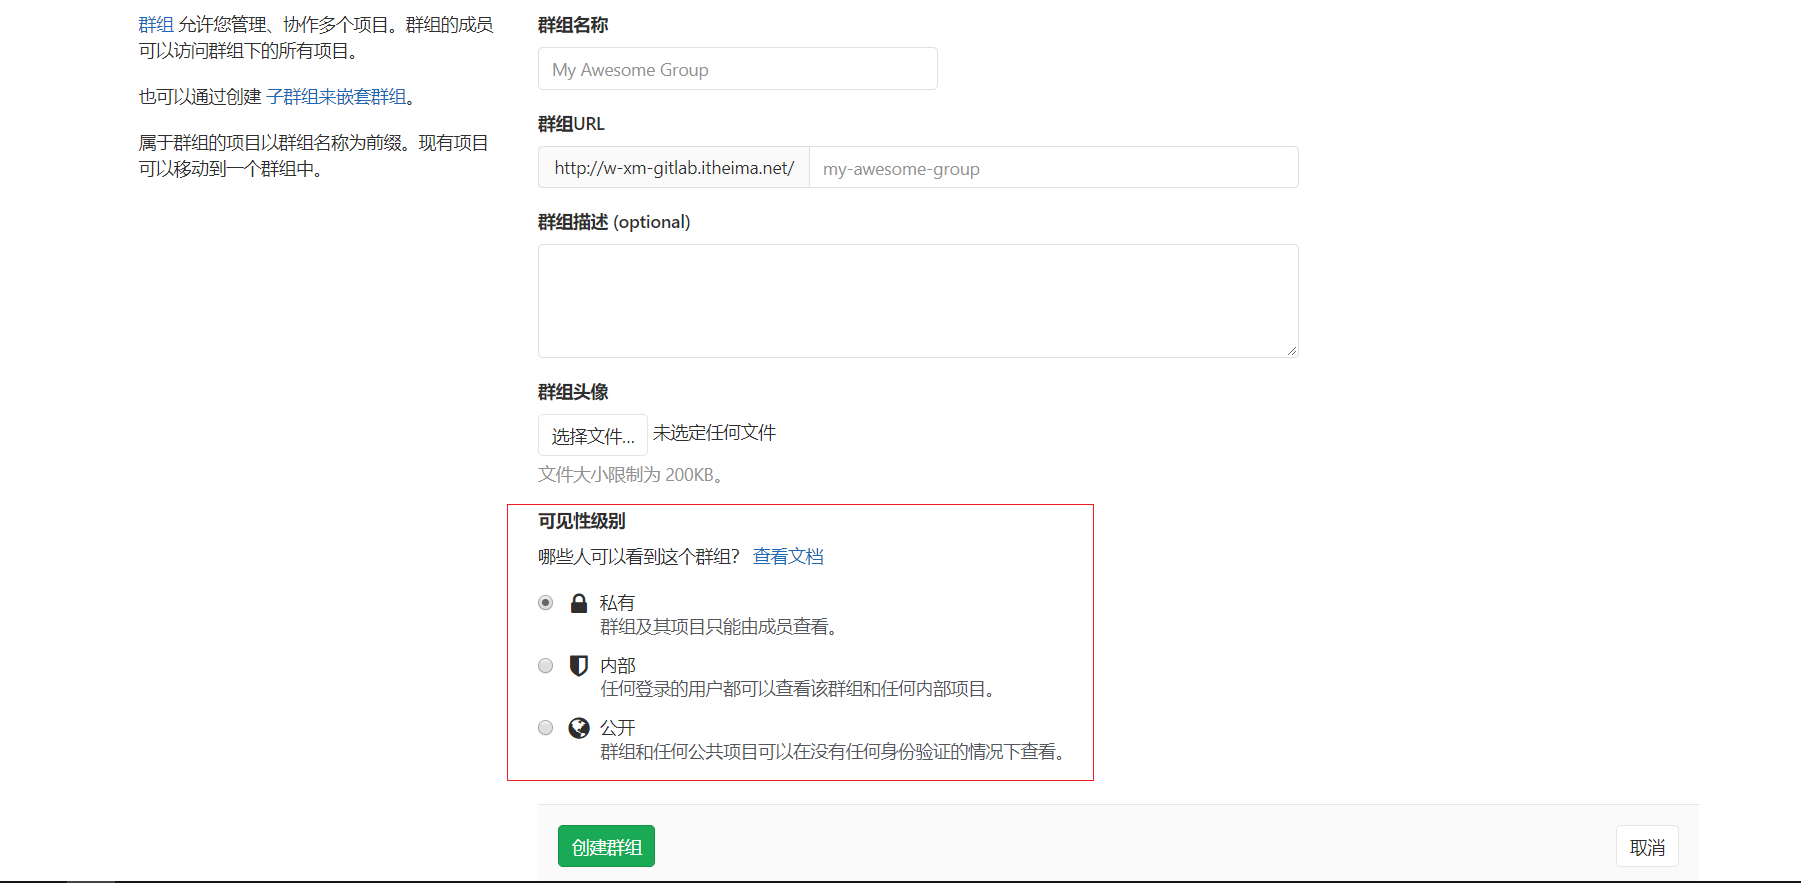 群组 允许您管理、协作多个项目。群组的成员
可以访问群组下的所有项目。
也可以通过创建 子群组来嵌套群组。
属于群组的项目以群组名称为前缀。现有项目
可以移动到一个群组中。
群组名称
My Awesome Group
群组URL
http://w-xm-gitlab.itheima.net/ my-awesome-group
群组描述 (optional)
群组头像
选择文件... 未选定任何文件
文件大小限制为 200KB。
可见性级别
哪些人可以看到这个群组? 查看文档
私有
群组及其项目只能由成员查看。
内部
任何登录的用户都可以查看该群组和任何内部项目。
公开
群组和任何公共项目可以在没有任何身份验证的情况下查看。
创建群组 取消